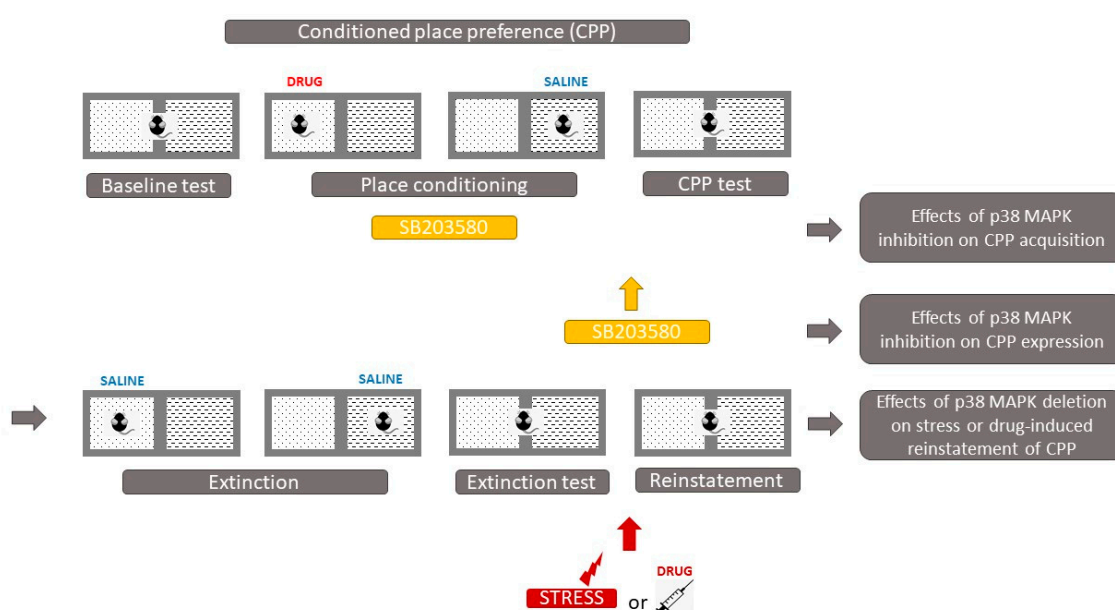 Conditioned place preference (CPP)
DRUG
SALINE
Baseline test
Place conditioning
CPP test
SB203580
Effects of p38 MAPK
inhibition on CPP acquisition
SB203580
Effects of p38 MAPK
inhibition on CPP expression
SALINE
SALINE
Effects of p38 MAPK deletion
on stress or drug-induced
reinstatement of CPP
Extinction
Extinction test
Reinstatement
DRUG
STRESS or